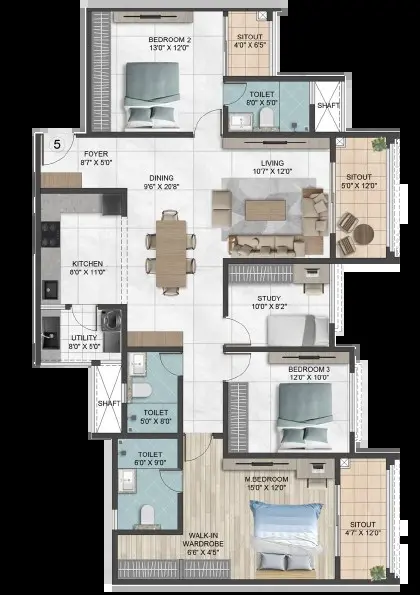 BEDROOM 2
13'0" X 12'0"
SITOUT
4'0" X 6'5"
TOILET
8'0" X 5'0"
SHAFT
5
FOYER
8'7" X 5'0"
DINING
9'6" X 20'8"
LIVING
10'7" X 12'0"
SITOUT
5'0" X 12'0"
KITCHEN
8'0" X 11'0"
STUDY
10'0" X 8'2"
UTILITY
8'0" X 5'0"
SHAFT
TOILET
5'0" X 8'0"
BEDROOM 3
12'0" X 10'0"
TOILET
6'0" X 9'0"
M.BEDROOM
15'0" X 12'0"
SITOUT
4'7" X 12'0"
WALK-IN
WARDROBE
6'6" X 4'5"